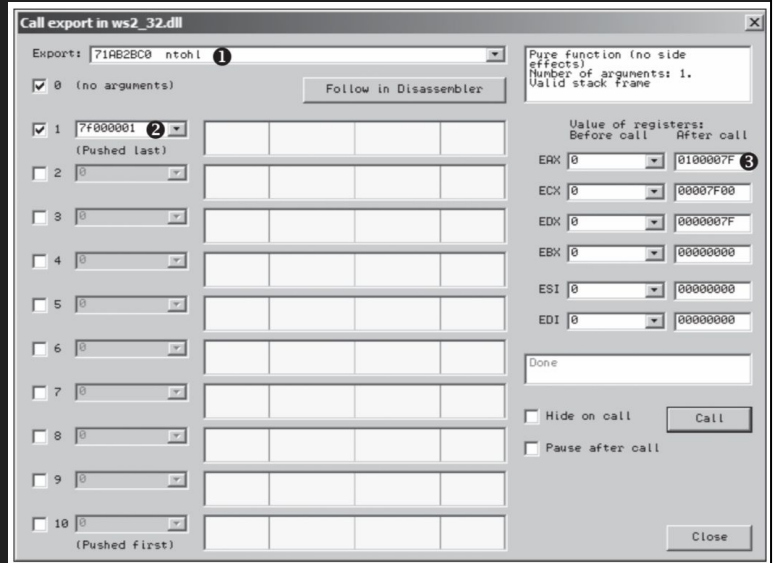 Call export in ws2_32.dll
Export: 71AB2BC0 ntohl ❶
0 (no arguments)
Follow in Disassembler
Pure function (no side
effects)
Number of arguments: 1.
Valid stack frame
1 7f000001 ❷
(Pushed last)
2 0
3 0
4 0
5 0
6 0
7 0
8 0
9 0
10 0
(Pushed first)
Value of registers:
Before call After call
EAX 0 0100007F ❸
ECX 0 00007F00
EDX 0 0000007F
EBX 0 00000000
ESI 0 00000000
EDI 0 00000000
Done
Hide on call
Call
Pause after call
Close